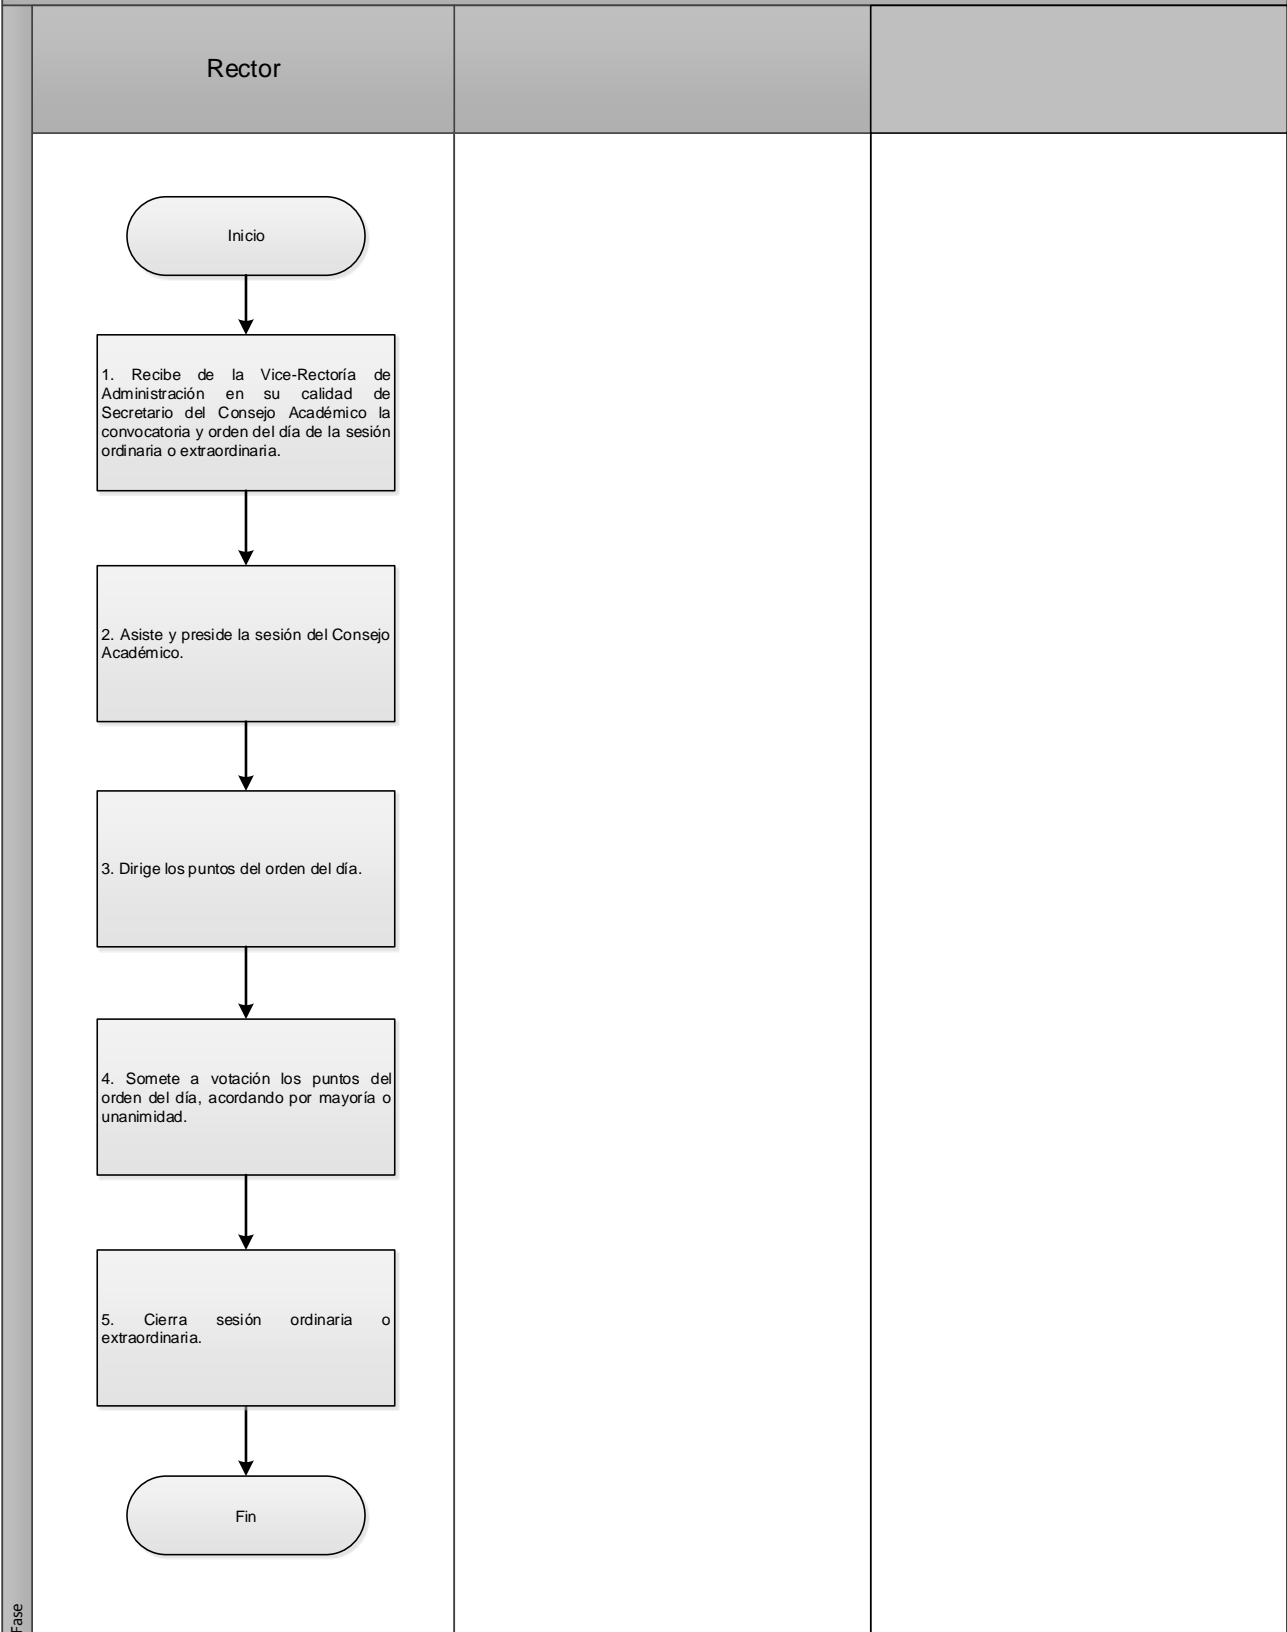 Rector
Inicio
1. Recibe de la Vice-Rectoría de
Administración en su calidad de
Secretario del Consejo Académico la
convocatoria y orden del día de la sesión
ordinaria o extraordinaria.
2. Asiste y preside la sesión del Consejo
Académico.
3. Dirige los puntos del orden del día.
4. Somete a votación los puntos del
orden del día, acordando por mayoría o
unanimidad.
5. Cierra sesión ordinaria o
extraordinaria.
Fin
Fase